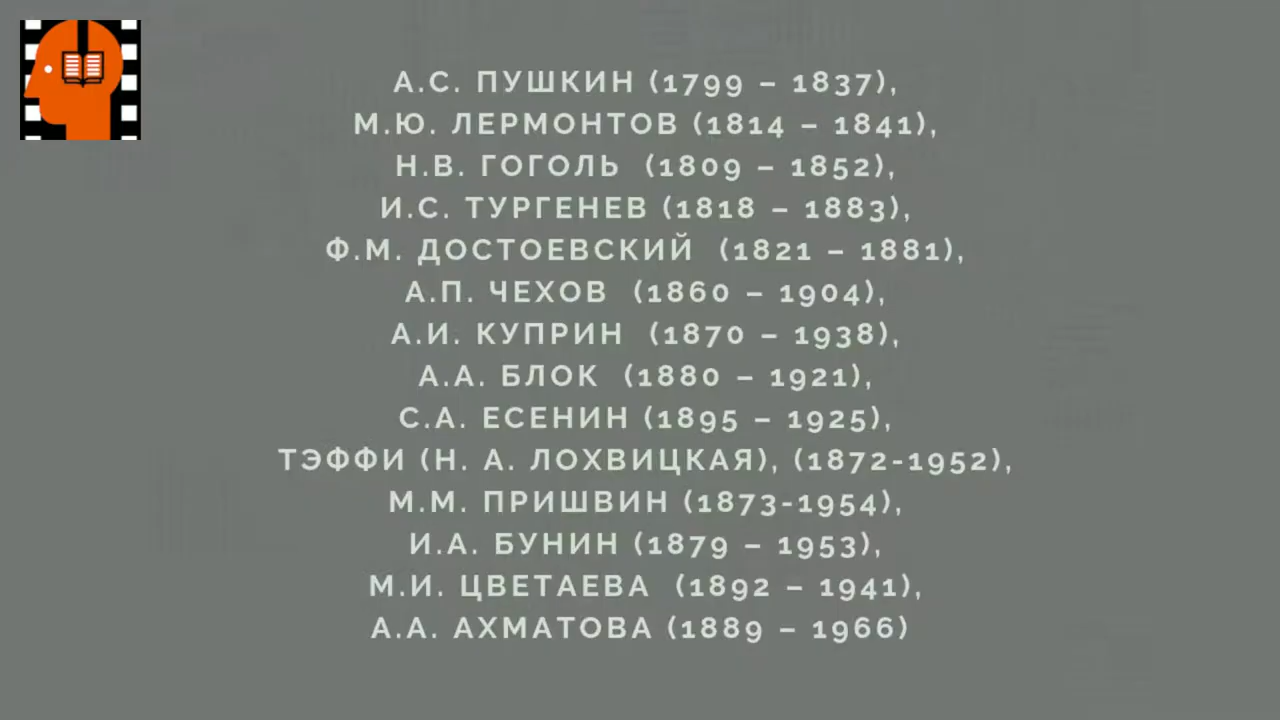 А.С. ПУШКИН (1799 – 1837),
М.Ю. ЛЕРМОНТОВ (1814 – 1841),
Н.В. ГОГОЛЬ (1809 – 1852),
И.С. ТУРГЕНЕВ (1818 – 1883),
Ф.М. ДОСТОЕВСКИЙ (1821 – 1881),
А.П. ЧЕХОВ (1860 – 1904),
А.И. КУПРИН (1870 – 1938),
А.А. БЛОК (1880 – 1921),
С.А. ЕСЕНИН (1895 – 1925),
ТЭФФИ (Н. А. ЛОХВИЦКАЯ), (1872-1952),
М.М. ПРИШВИН (1873-1954),
И.А. БУНИН (1879 – 1953),
М.И. ЦВЕТАЕВА (1892 – 1941),
А.А. АХМАТОВА (1889 – 1966)